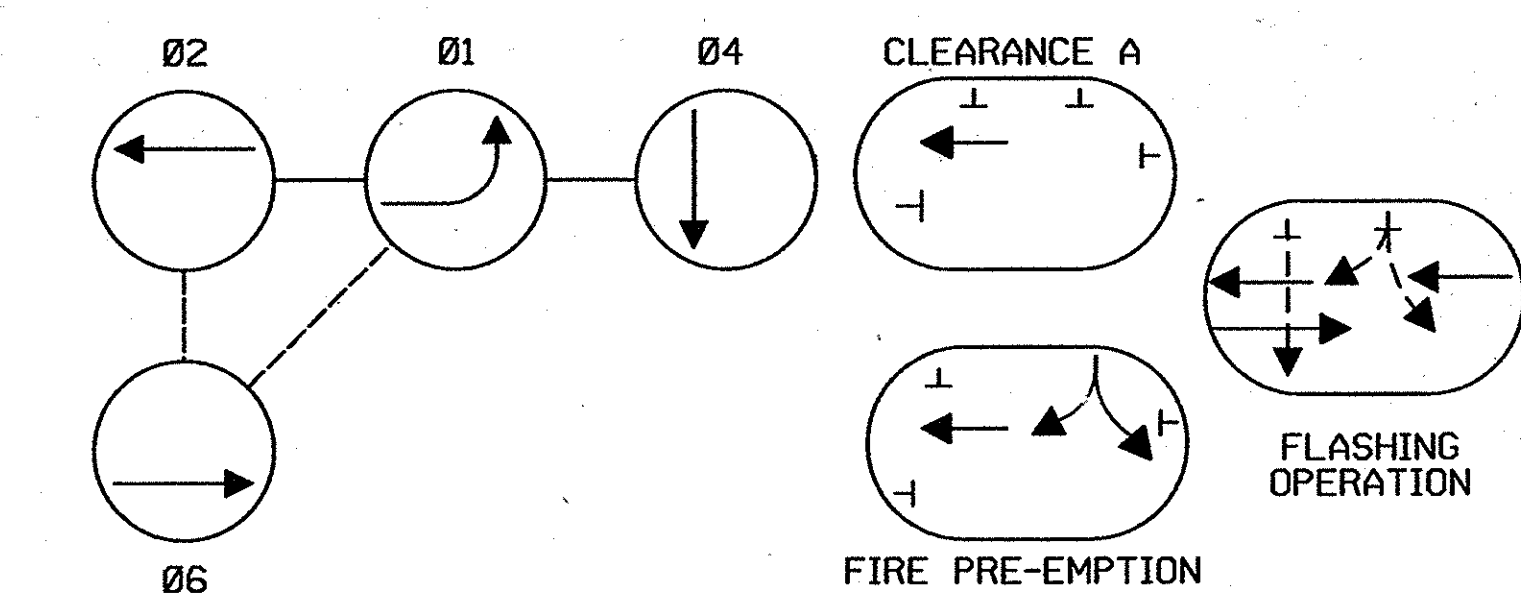 Ø2
Ø1
Ø4
CLEARANCE A
FLASHING
OPERATION
FIRE PRE-EMPTION
Ø6